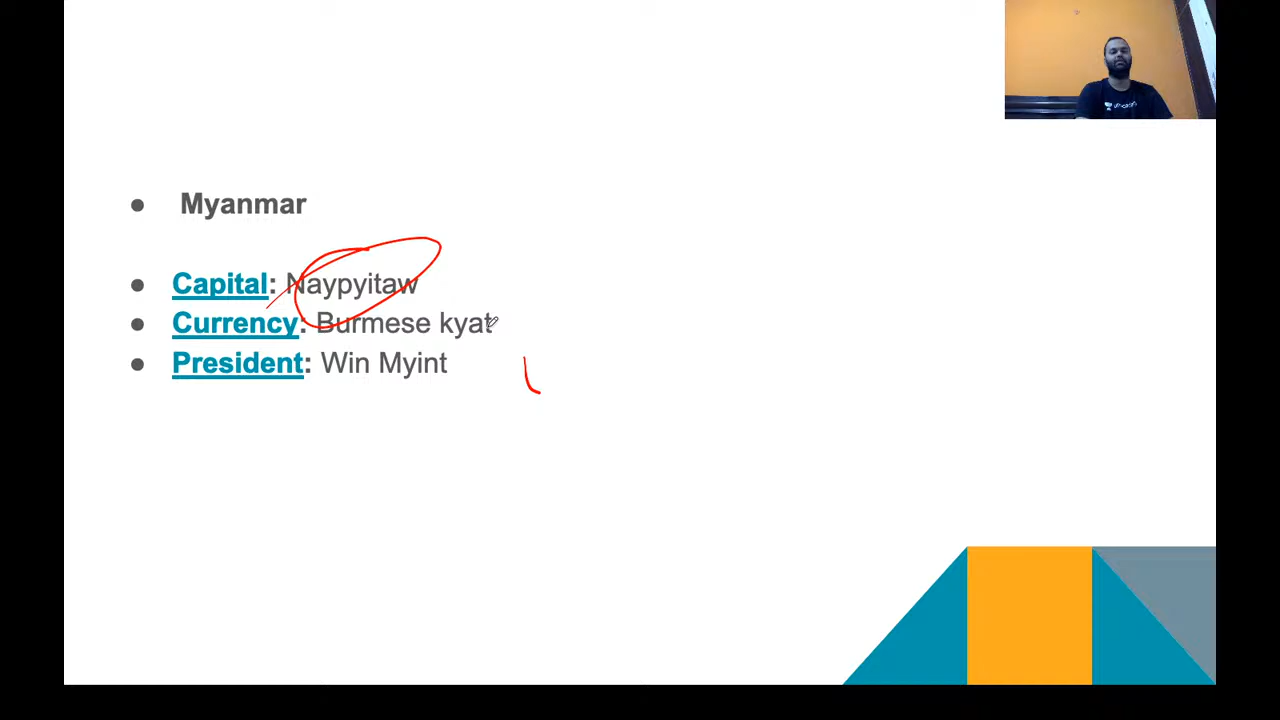 Myanmar
Capital: Naypyitaw
Currency: Burmese kyat
President: Win Myint